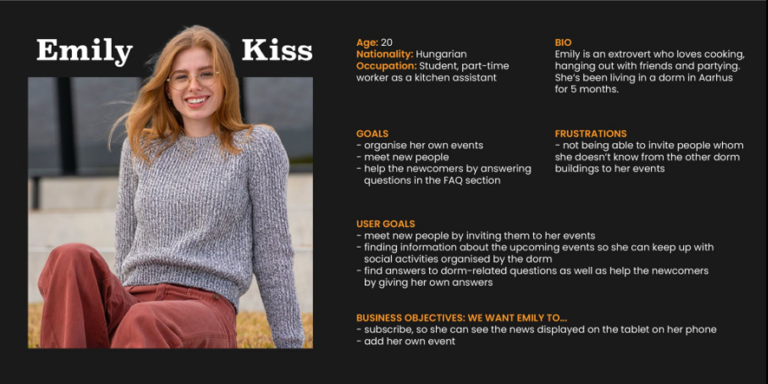 Emily Kiss
Age: 20
Nationality: Hungarian
Occupation: Student, part-time
worker as a kitchen assistant
BIO
Emily is an extrovert who loves cooking,
hanging out with friends and partying.
She's been living in a dorm in Aarhus
for 5 months.
GOALS
- organise her own events
- meet new people
- help the newcomers by answering
questions in the FAQ section
FRUSTRATIONS
- not being able to invite people whom
she doesn't know from the other dorm
buildings to her events
USER GOALS
- meet new people by inviting them to her events
- finding information about the upcoming events so she can keep up with
social activities organised by the dorm
- find answers to dorm-related questions as well as help the newcomers
by giving her own answers
BUSINESS OBJECTIVES: WE WANT EMILY TO...
- subscribe, so she can see the news displayed on the tablet on her phone
- add her own event